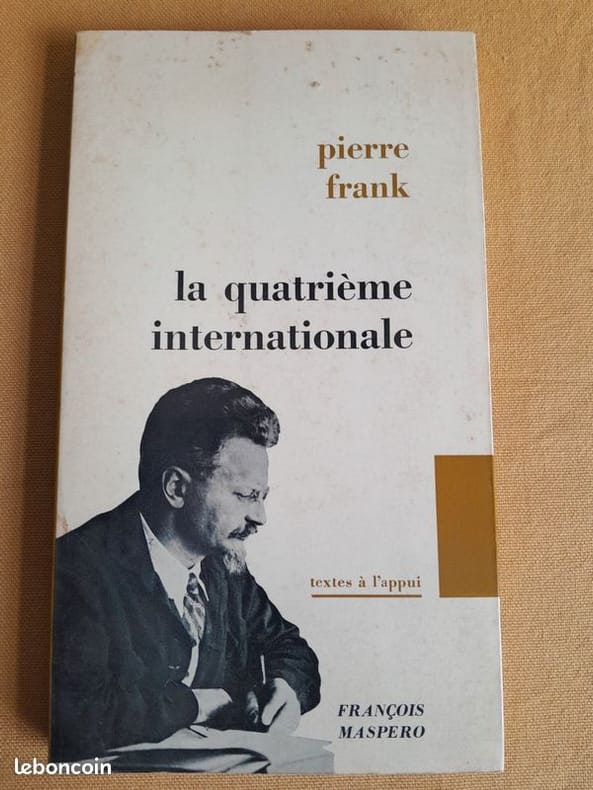 pierre
frank
la quatrième
internationale
textes à l'appui
FRANÇOIS
MASPERO
leboncoin